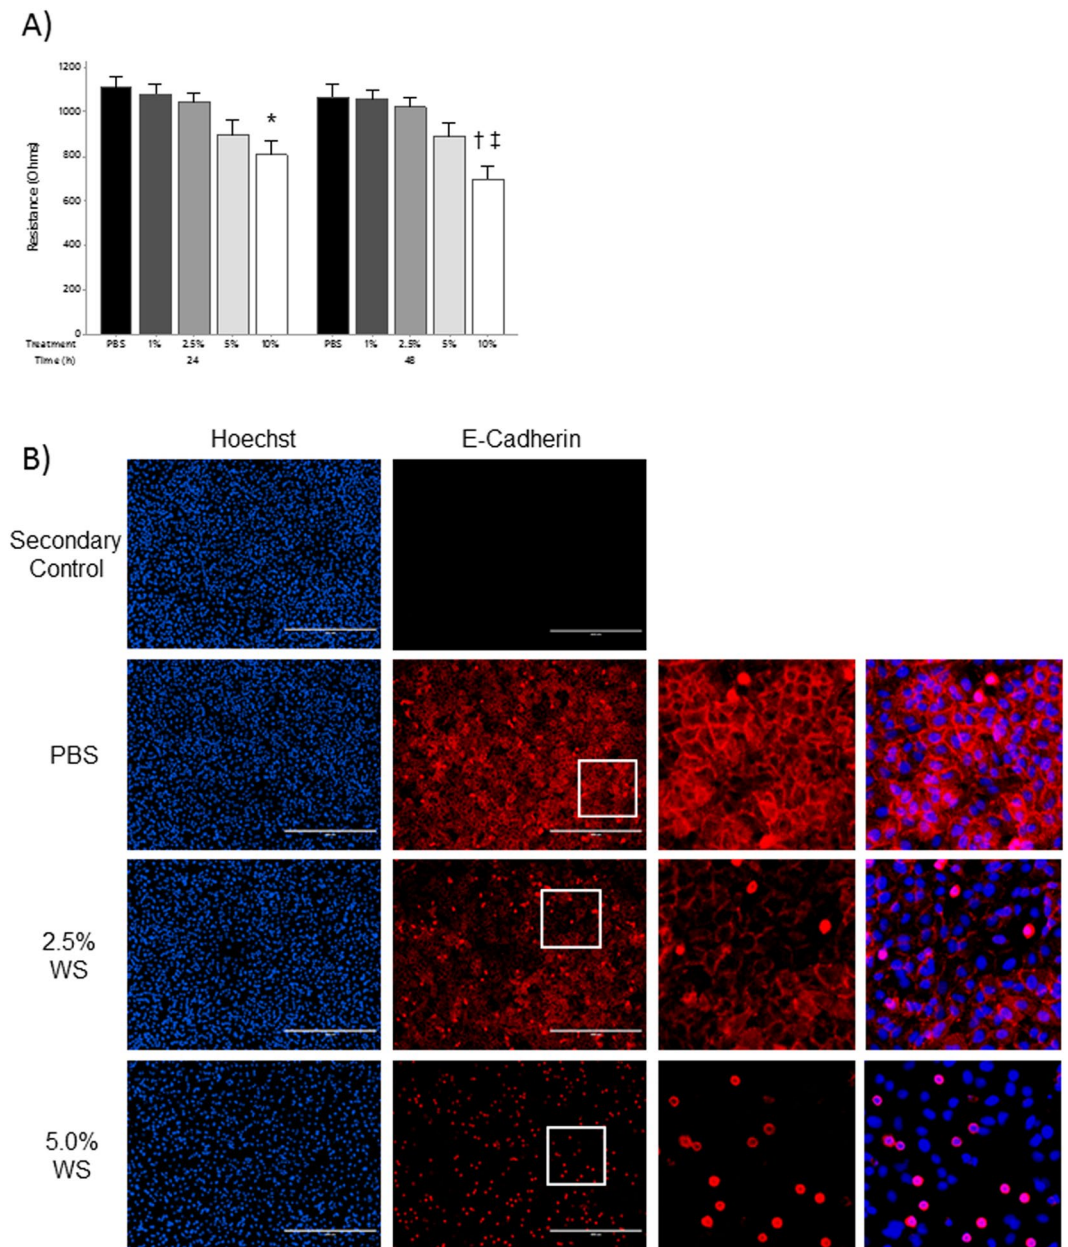 A)
1200
1000
800
600
400
200
0
Resistance (Ohms)
*
† ‡
Treatment PBS 1% 2.5% 5% 10% PBS 1% 2.5% 5% 10%
Time (h) 24 48
B)
Hoechst E-Cadherin
Secondary
Control
PBS
2.5%
WS
5.0%
WS